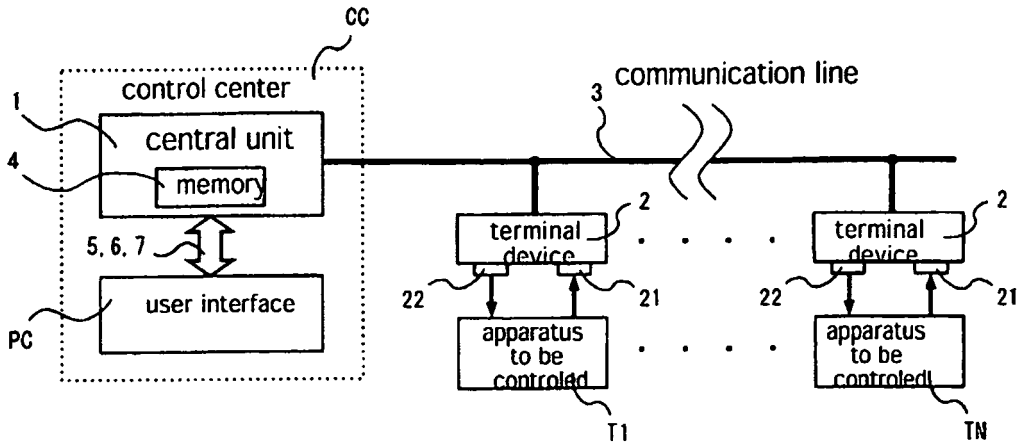 CC
communication line
control center
1
3
central unit
4
memory
2
2
terminal
device
. . . .
terminal
device
5, 6, 7
22
21
22
21
user interface
PC
apparatus
to be
controled
. . . .
apparatus
to be
controled
T1
TN